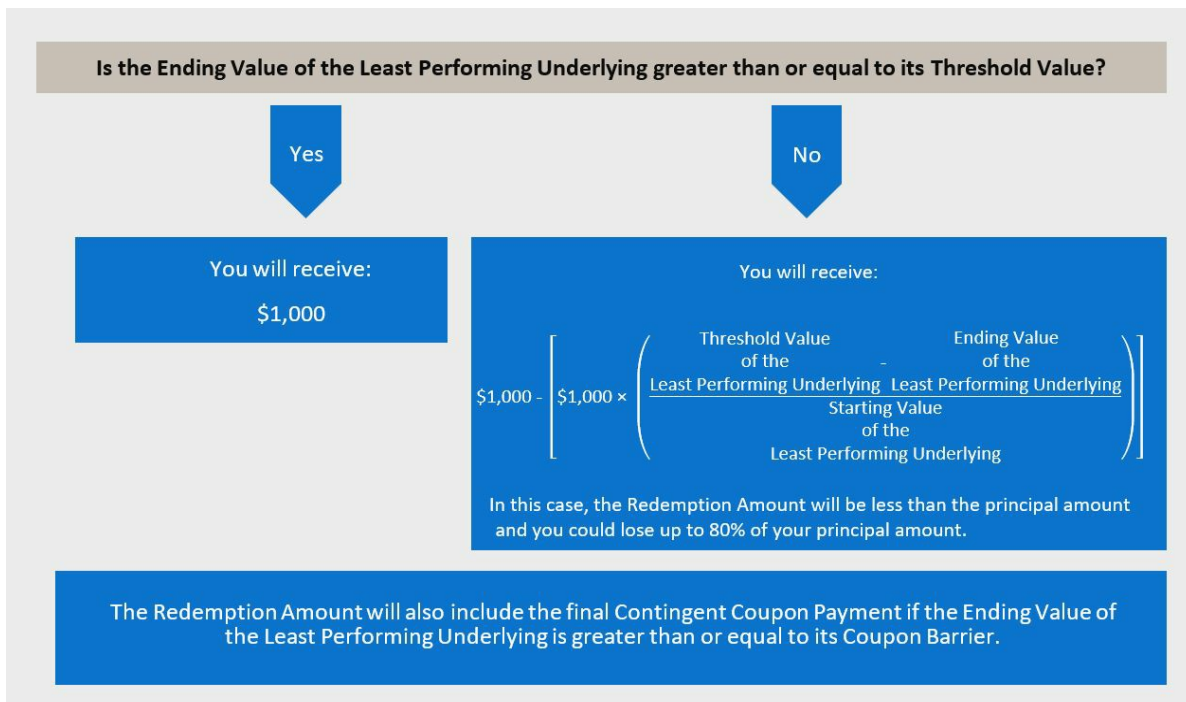 Is the Ending Value of the Least Performing Underlying greater than or equal to its Threshold Value?
Yes
No
You will receive:
$1,000
You will receive:
$1,000 - [$1,000 × (
Threshold Value
of the
Least Performing Underlying
-
Ending Value
of the
Least Performing Underlying
Starting Value
of the
Least Performing Underlying
)]
In this case, the Redemption Amount will be less than the principal amount
and you could lose up to 80% of your principal amount.
The Redemption Amount will also include the final Contingent Coupon Payment if the Ending Value of
the Least Performing Underlying is greater than or equal to its Coupon Barrier.